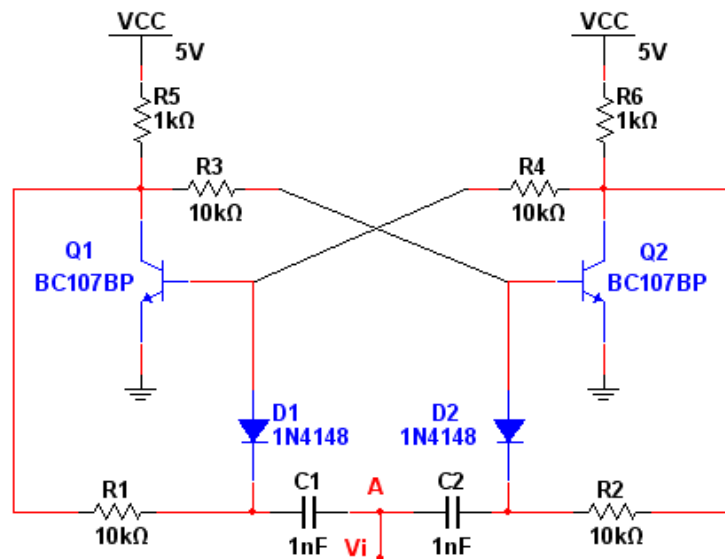 VCC
5V
R5
1kΩ
VCC
5V
R6
1kΩ
R3
10kΩ
R4
10kΩ
Q1
BC107BP
Q2
BC107BP
D1
1N4148
D2
1N4148
R1
10kΩ
C1
1nF
A
Vi
C2
1nF
R2
10kΩ